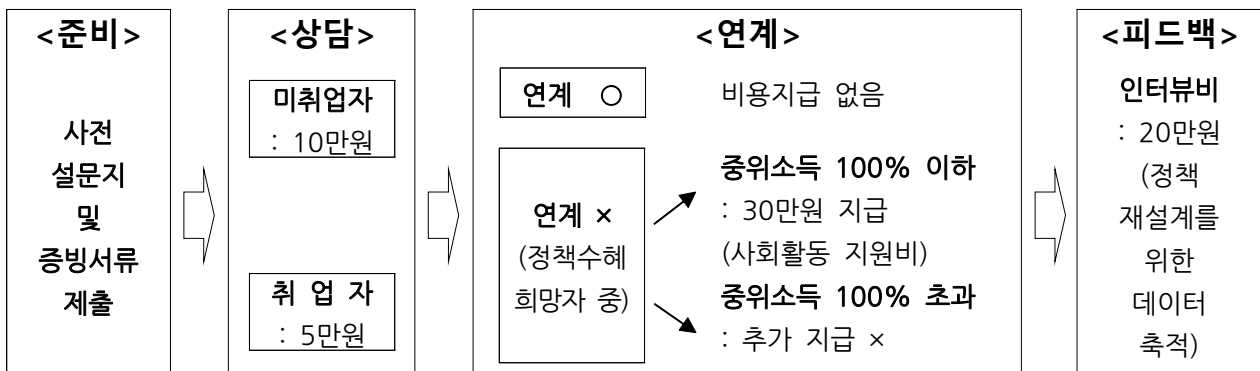 <준비>
사전
설문지
및
증빙서류
제출
<상담>
미취업자
: 10만원
취 업 자
: 5만원
<연계>
연계 ○
비용지급 없음
연계 ×
(정책수혜
희망자 중)
중위소득 100% 이하
: 30만원 지급
(사회활동 지원비)
중위소득 100% 초과
: 추가 지급 ×
<피드백>
인터뷰비
: 20만원
(정책
재설계를
위한
데이터
축적)